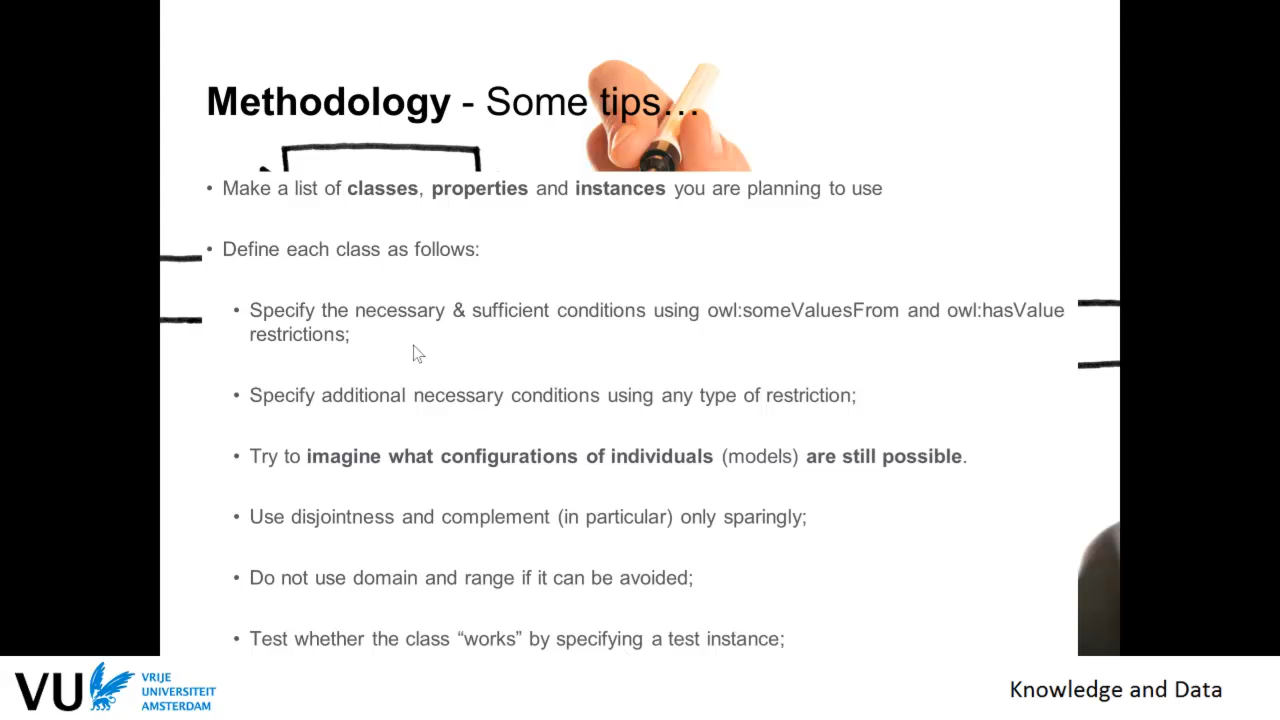 Methodology - Some tips…
• Make a list of classes, properties and instances you are planning to use
• Define each class as follows:
• Specify the necessary & sufficient conditions using owl:someValuesFrom and owl:hasValue
restrictions;
• Specify additional necessary conditions using any type of restriction;
• Try to imagine what configurations of individuals (models) are still possible.
• Use disjointness and complement (in particular) only sparingly;
• Do not use domain and range if it can be avoided;
• Test whether the class “works” by specifying a test instance;
VU
VRIJE
UNIVERSITEIT
AMSTERDAM
Knowledge and Data